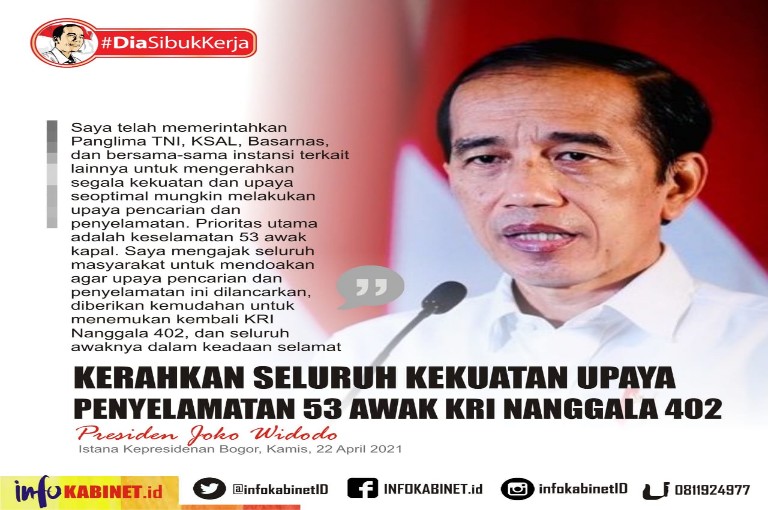 #DiaSibukKerja
Saya telah memerintahkan
Panglima TNI, KSAL, Basarnas,
dan bersama-sama instansi terkait
lainnya untuk mengerahkan
segala kekuatan dan upaya
seoptimal mungkin melakukan
upaya pencarian dan
penyelamatan. Prioritas utama
adalah keselamatan 53 awak
kapal. Saya mengajak seluruh
masyarakat untuk mendoakan
agar upaya pencarian dan
penyelamatan ini dilancarkan,
diberikan kemudahan untuk
menemukan kembali KRI
Nanggala 402, dan seluruh
awaknya dalam keadaan selamat
KERAHKAN SELURUH KEKUATAN UPAYA
PENYELAMATAN 53 AWAK KRI NANGGALA 402
Presiden Joko Widodo
Istana Kepresidenan Bogor, Kamis, 22 April 2021
info KABINET.id @infokabinetID INFOKABINET.id infokabinetID 0811924977